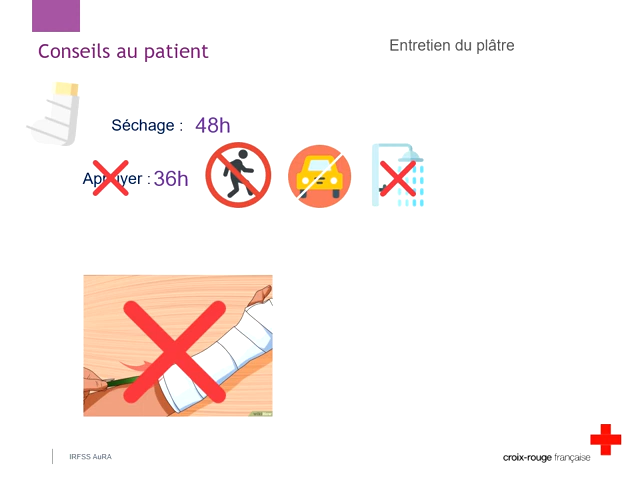 Conseils au patient
Entretien du plâtre
Séchage : 48h
Appuyer : 36h
IRFSS AuRA
croix-rouge française